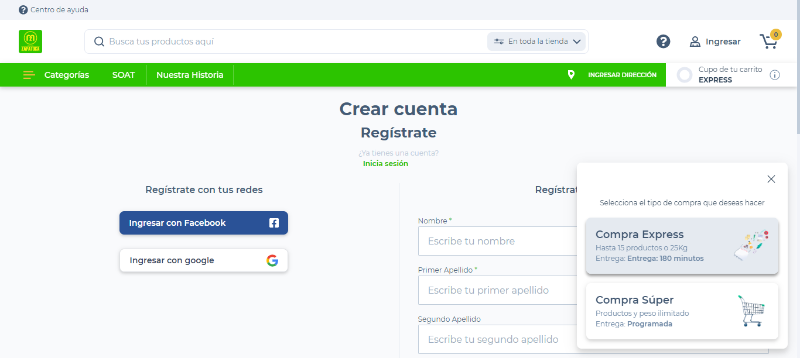 Centro de ayuda
Busca tus productos aquí
En toda la tienda
Ingresar
0
Categorías
SOAT
Nuestra Historia
INGRESAR DIRECCIÓN
Cupo de tu carrito
EXPRESS
Crear cuenta
Regístrate
¿Ya tienes una cuenta?
Inicia sesión
Regístrate con tus redes
Ingresar con Facebook
Ingresar con google
Regístrat
Nombre *
Escribe tu nombre
Primer Apellido *
Escribe tu primer apellido
Segundo Apellido
Escribe tu segundo apellido
Selecciona el tipo de compra que deseas hacer
Compra Express
Hasta 15 productos o 25Kg
Entrega: Entrega: 180 minutos
Compra Súper
Productos y peso ilimitado
Entrega: Programada